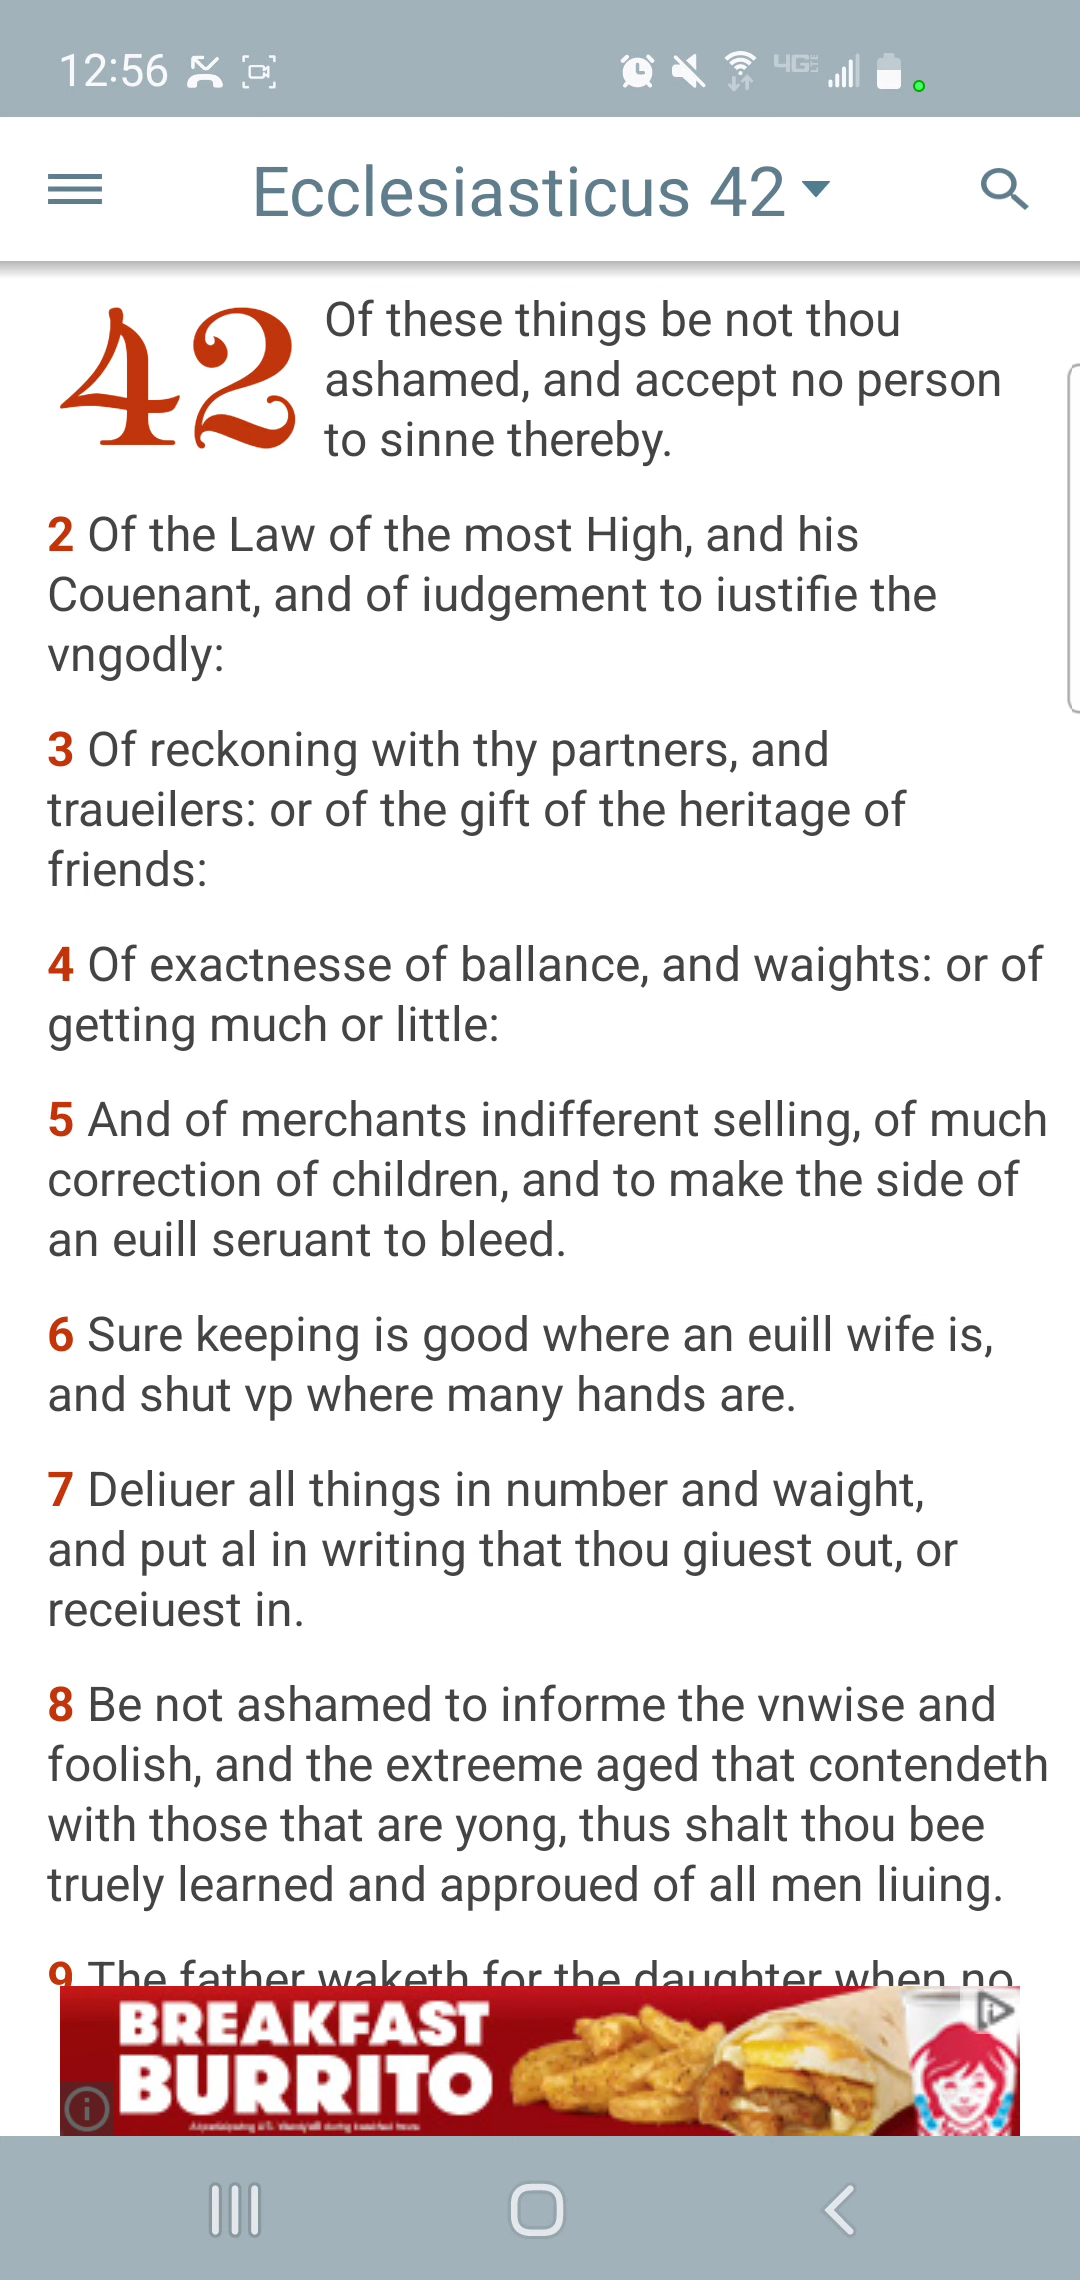 12:56
4GE LTE
Ecclesiasticus 42
42 Of these things be not thou
ashamed, and accept no person
to sinne thereby.
2 Of the Law of the most High, and his
Couenant, and of iudgement to iustifie the
vngodly:
3 Of reckoning with thy partners, and
traueilers: or of the gift of the heritage of
friends:
4 Of exactnesse of ballance, and waights: or of
getting much or little:
5 And of merchants indifferent selling, of much
correction of children, and to make the side of
an euill seruant to bleed.
6 Sure keeping is good where an euill wife is,
and shut vp where many hands are.
7 Deliuer all things in number and waight,
and put al in writing that thou giuest out, or
receiuest in.
8 Be not ashamed to informe the vnwise and
foolish, and the extreeme aged that contendeth
with those that are yong, thus shalt thou bee
truely learned and approued of all men liuing.
9 The father waketh for the daughter when no
BREAKFAST
BURRITO